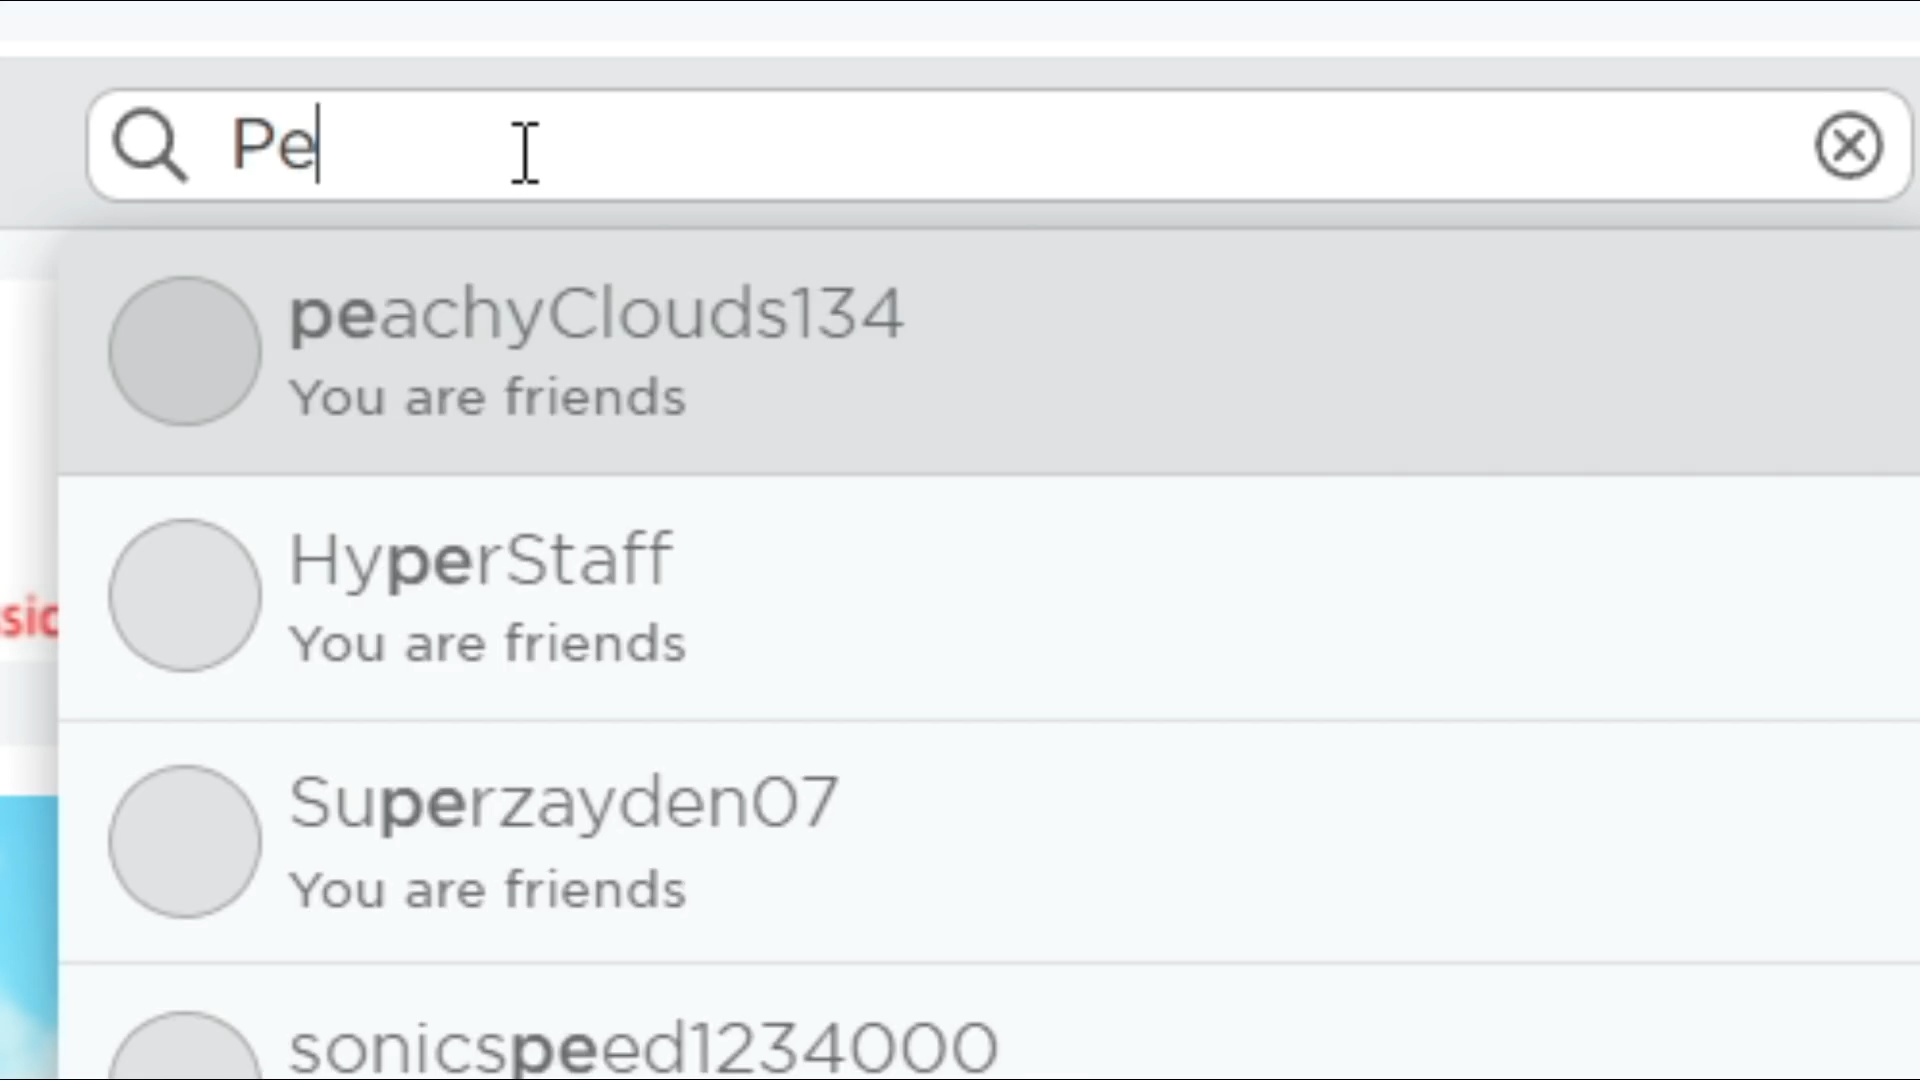 Pe
peachyClouds134
You are friends
HyperStaff
You are friends
Superzayden07
You are friends
sonicspeed1234000